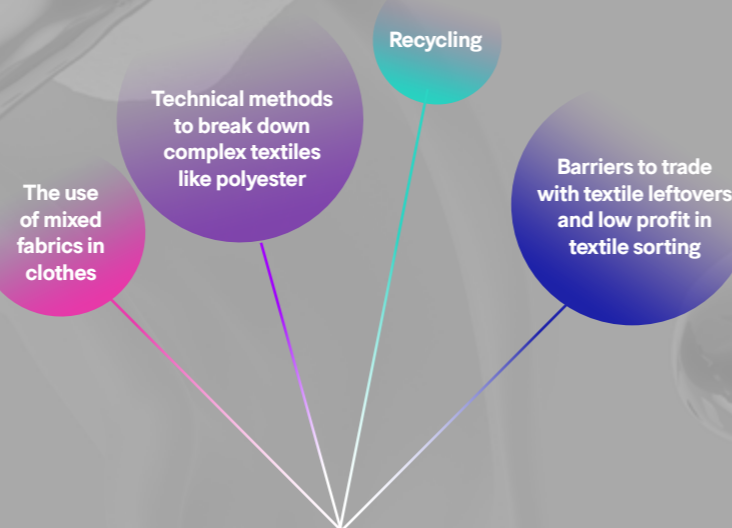 Recycling
Technical methods
to break down
complex textiles
like polyester
The use
of mixed
fabrics in
clothes
Barriers to trade
with textile leftovers
and low profit in
textile sorting